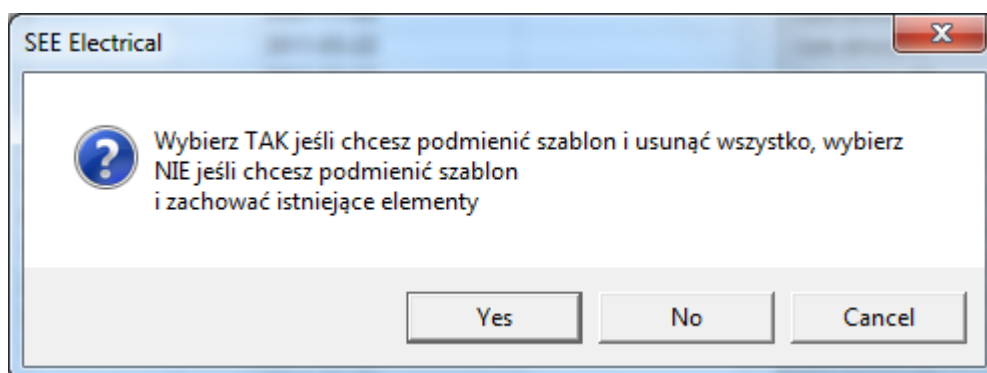 SEE Electrical
Wybierz TAK jeśli chcesz podmienić szablon i usunąć wszystko, wybierz
NIE jeśli chcesz podmienić szablon
i zachować istniejące elementy
Yes
No
Cancel